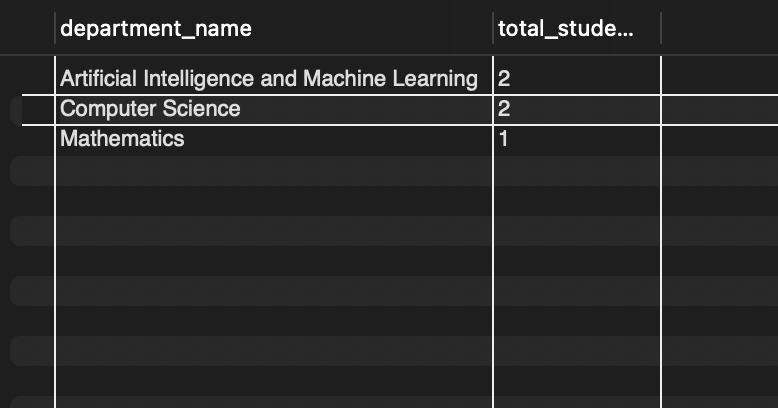 department_name total_stude...
Artificial Intelligence and Machine Learning 2
Computer Science 2
Mathematics 1